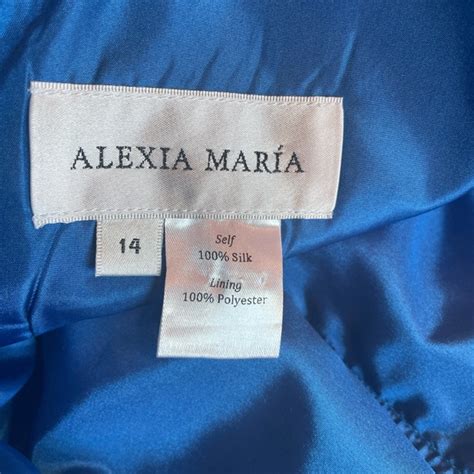 ALEXIA MARÍA
14
Self
100% Silk
Lining
100% Polyester